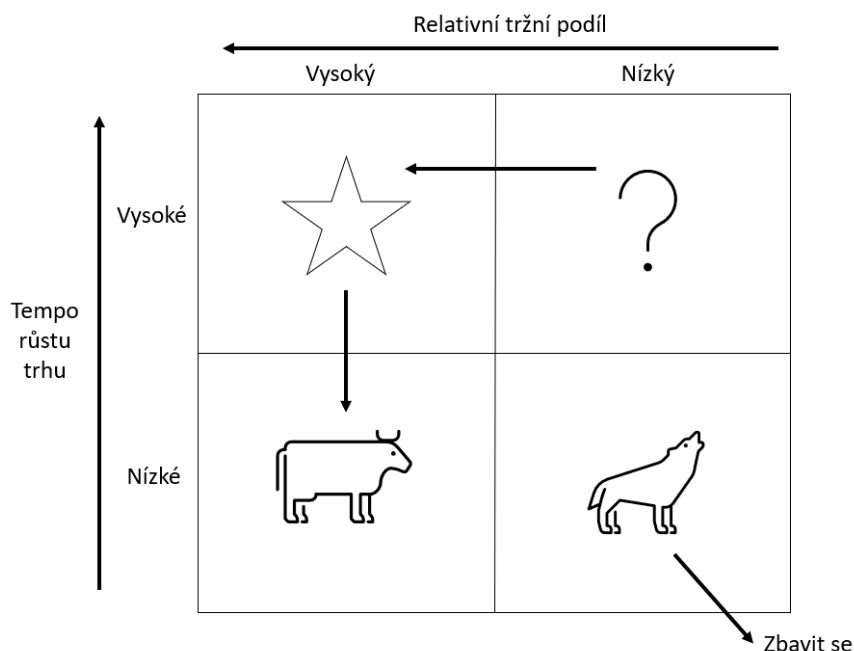 Relativní tržní podíl
Vysoký
Nízký
Vysoké
Tempo
růstu
trhu
Nízké
Zbavit se